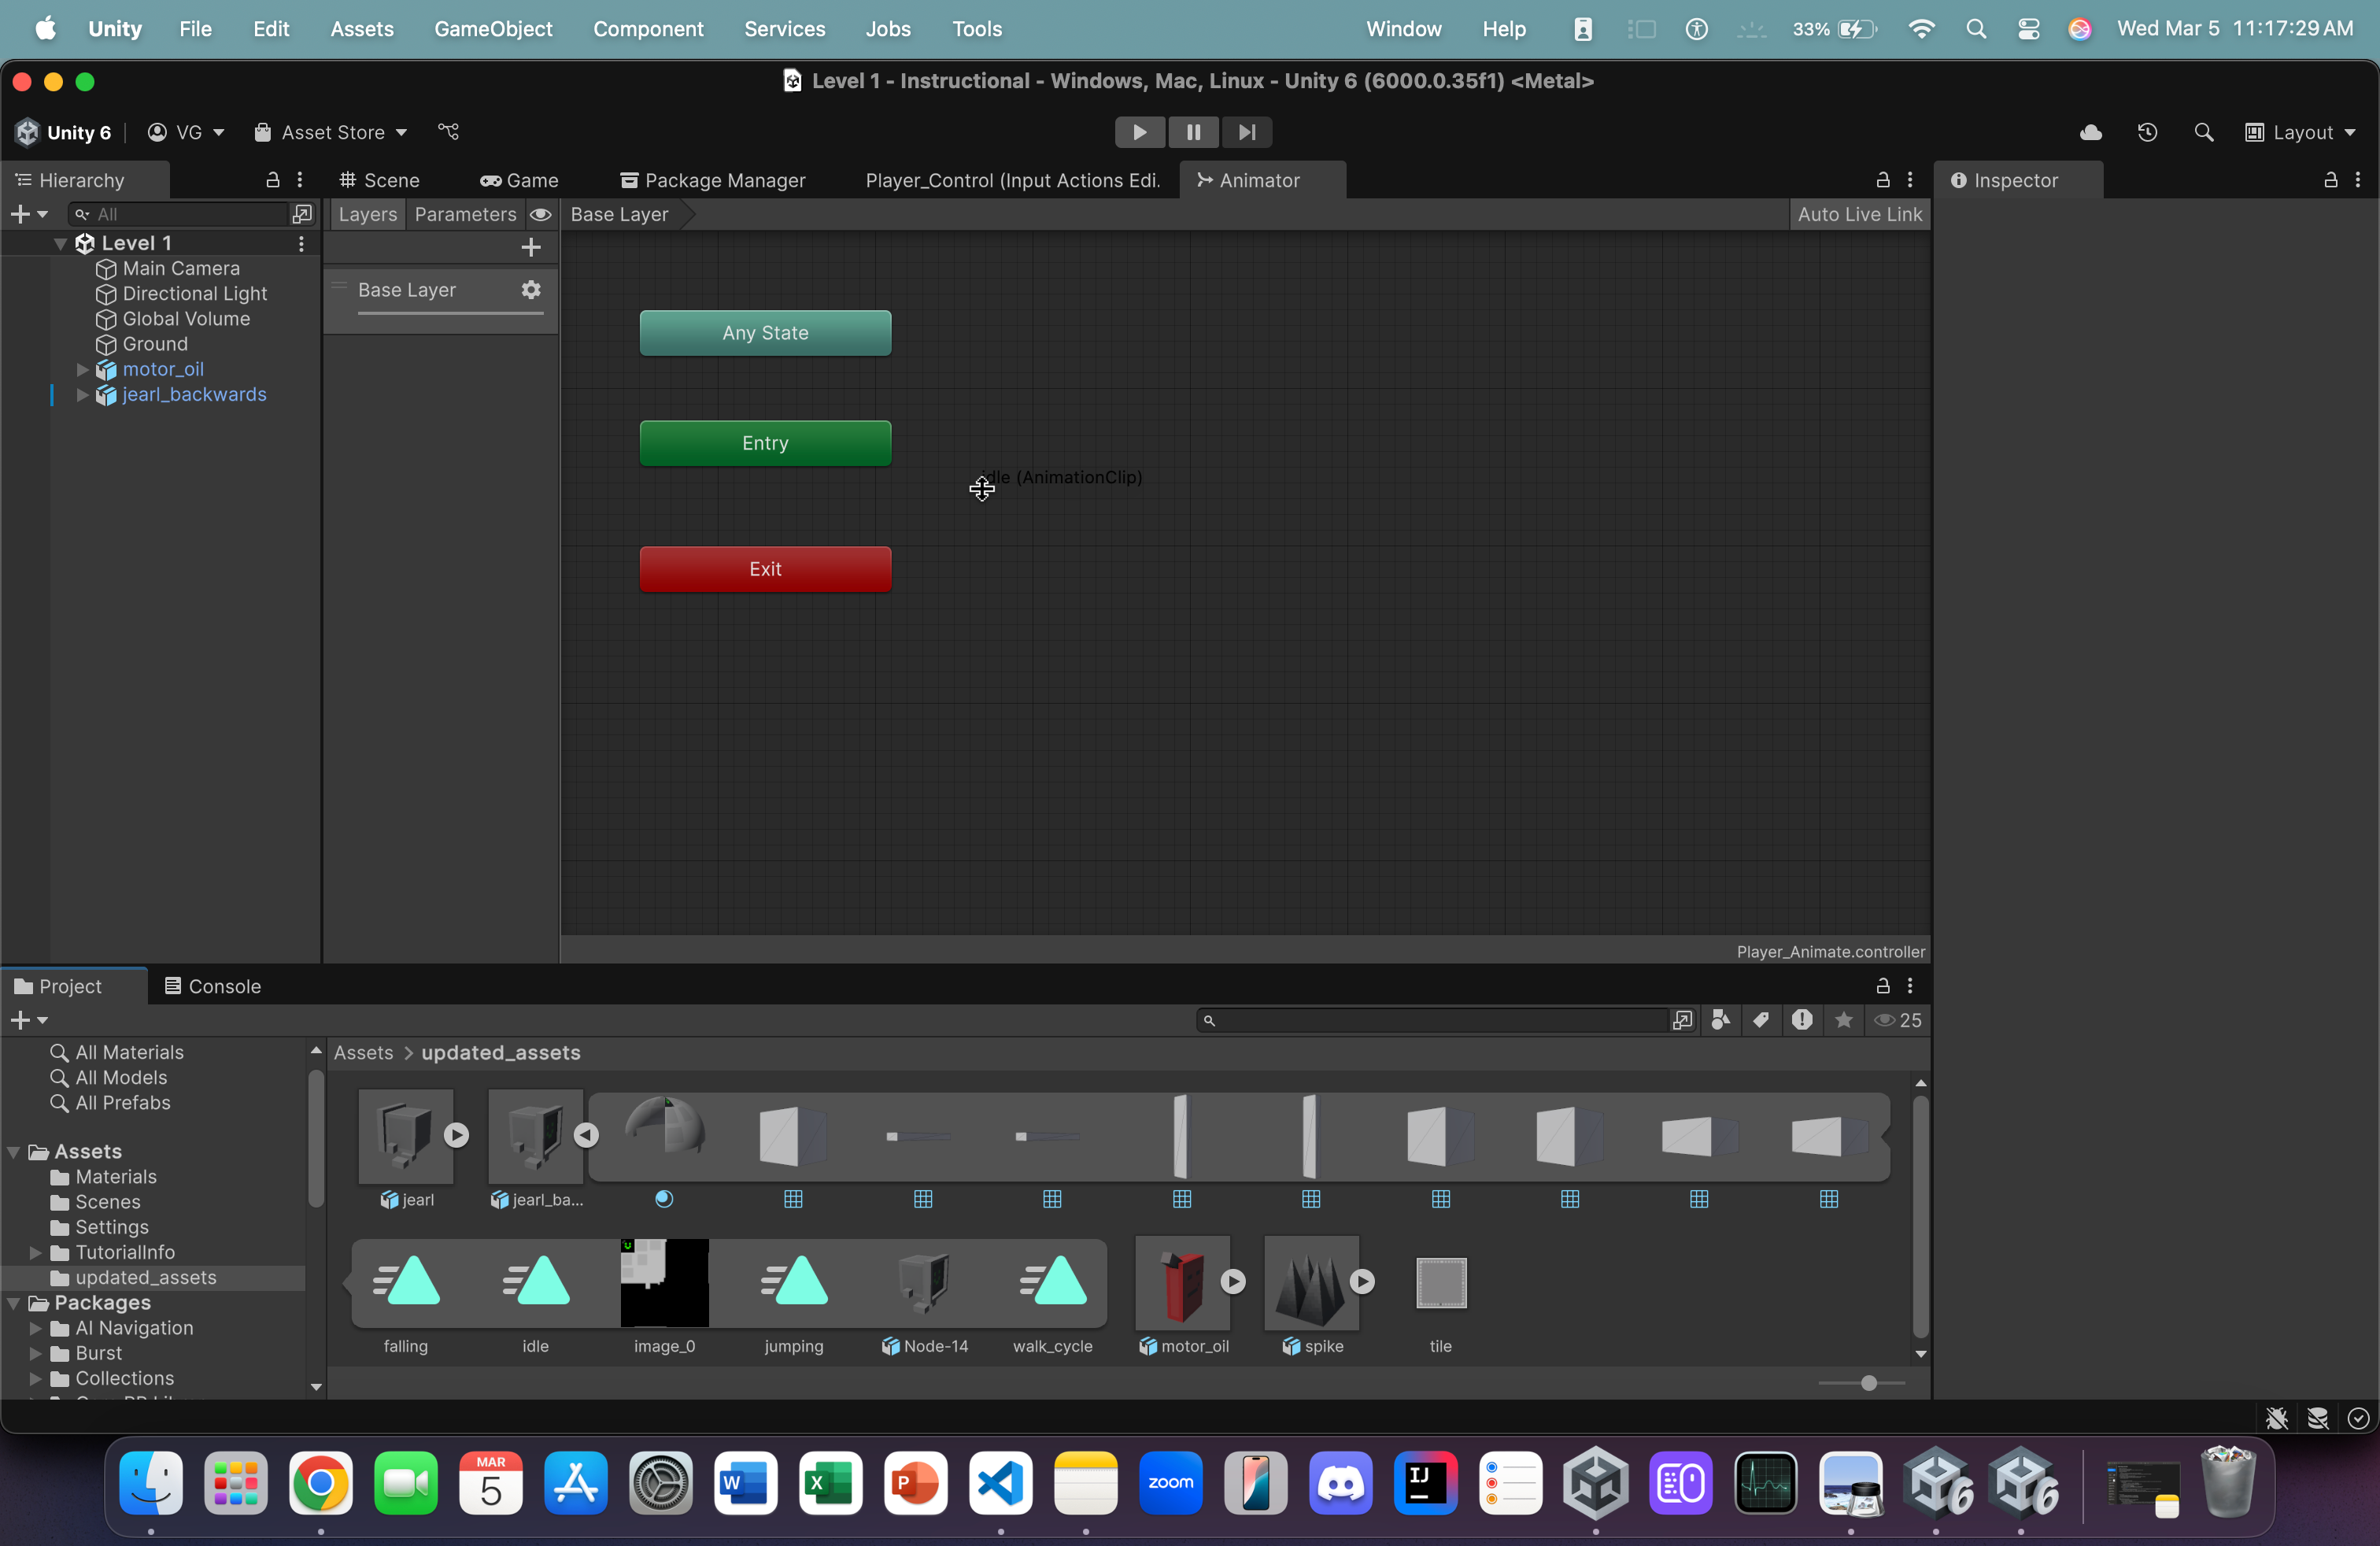 Unity File Edit Assets GameObject Component Services Jobs Tools Window Help 33% Wed Mar 5 11:17:29 AM
Level 1 - Instructional - Windows, Mac, Linux - Unity 6 (6000.0.35f1) <Metal>
Unity 6 VG Asset Store Layout
Hierarchy Scene Game Package Manager Player_Control (Input Actions Edi. Animator Inspector
All Layers Parameters Base Layer Auto Live Link
Level 1
Main Camera
Directional Light
Global Volume
Ground
motor_oil
jearl_backwards
Base Layer
Any State
Entry
idle (AnimationClip)
Exit
Player_Animate.controller
Project Console
25
All Materials
All Models
All Prefabs
Assets
Materials
Scenes
Settings
TutorialInfo
updated_assets
Packages
AI Navigation
Burst
Collections
Assets > updated_assets
jearl jearl_ba...
falling idle image_0 jumping Node-14 walk_cycle motor_oil spike tile
MAR
5
W X P zoom IJ 6 6